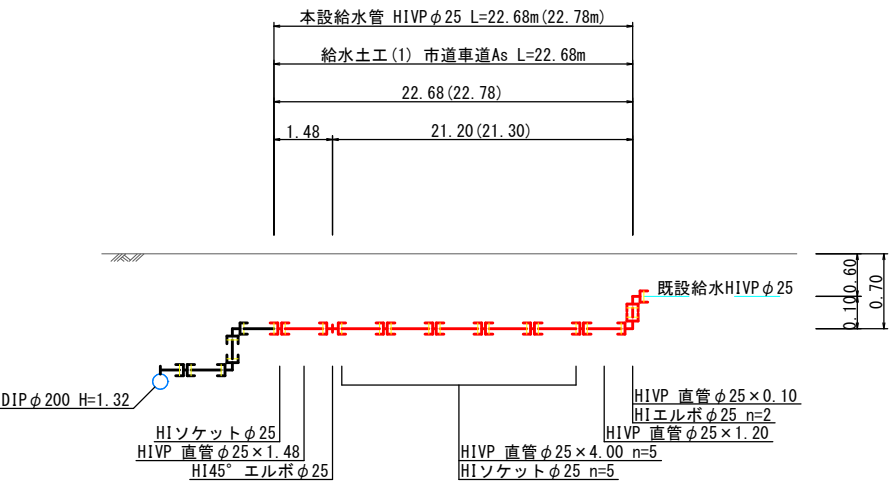 本設給水管 HIVPφ25 L=22.68m(22.78m)
給水土工(1) 市道車道As L=22.68m
22.68(22.78)
1.48
21.20(21.30)
既設給水HIVPφ25
0.60
0.10
0.70
DIPφ200 H=1.32
HIソケットφ25
HIVP 直管φ25×1.48
HI45°エルボφ25
HIVP 直管φ25×4.00 n=5
HIソケットφ25 n=5
HIVP 直管φ25×0.10
HIエルボφ25 n=2
HIVP 直管φ25×1.20